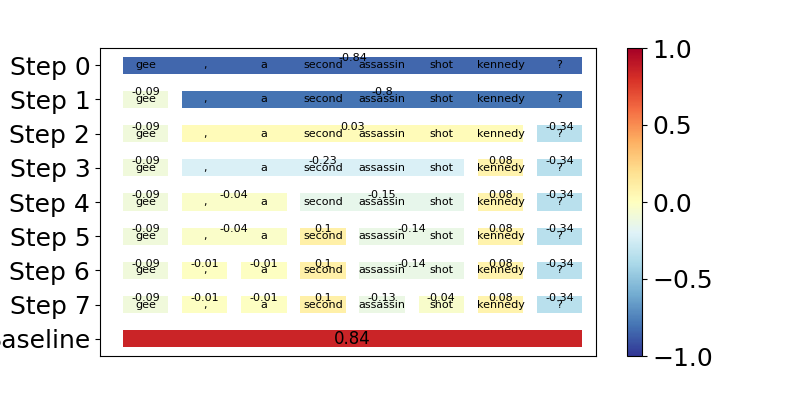 Step 0 -0.84
gee , a second assassin shot kennedy ?
Step 1 -0.09 -0.8
gee , a second assassin shot kennedy ?
Step 2 -0.09 0.03 -0.34
gee , a second assassin shot kennedy ?
Step 3 -0.09 -0.23 0.08 -0.34
gee , a second assassin shot kennedy ?
Step 4 -0.09 -0.04 -0.15 0.08 -0.34
gee , a second assassin shot kennedy ?
Step 5 -0.09 -0.04 0.1 -0.14 0.08 -0.34
gee , a second assassin shot kennedy ?
Step 6 -0.09 -0.01 -0.01 0.1 -0.14 0.08 -0.34
gee , a second assassin shot kennedy ?
Step 7 -0.09 -0.01 -0.01 0.1 -0.13 -0.04 0.08 -0.34
gee , a second assassin shot kennedy ?
aseline 0.84
1.0
0.5
0.0
−0.5
−1.0